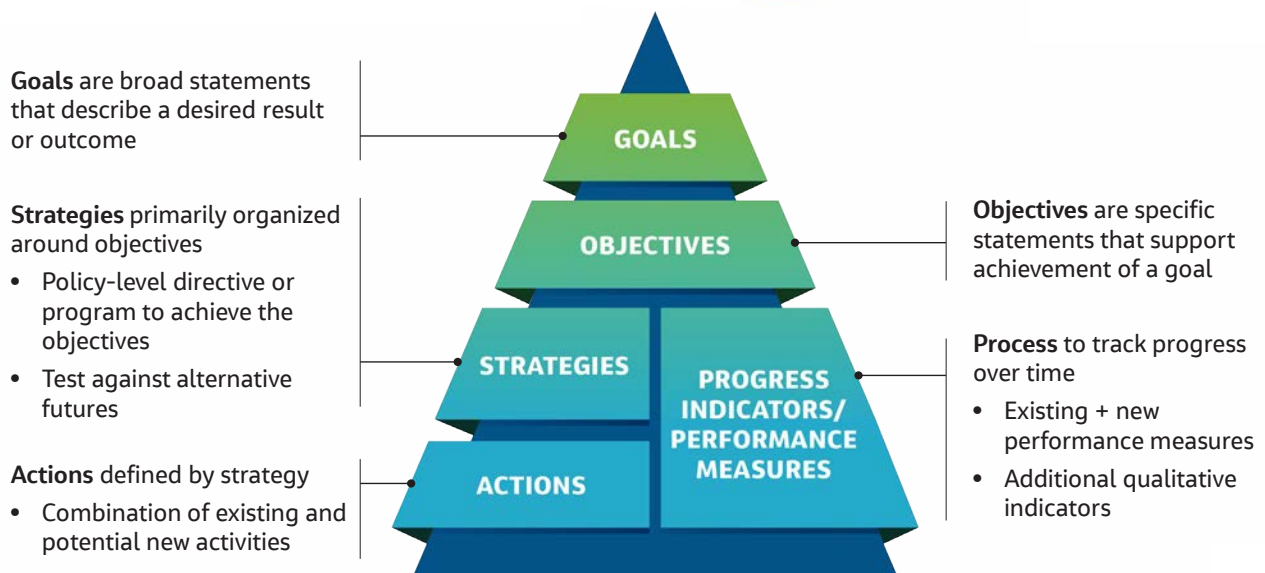 Goals are broad statements
that describe a desired result
or outcome
Strategies primarily organized
around objectives
• Policy-level directive or
program to achieve the
objectives
• Test against alternative
futures
Actions defined by strategy
• Combination of existing and
potential new activities
GOALS
OBJECTIVES
STRATEGIES
ACTIONS
PROGRESS
INDICATORS/
PERFORMANCE
MEASURES
Objectives are specific
statements that support
achievement of a goal
Process to track progress
over time
• Existing + new
performance measures
• Additional qualitative
indicators